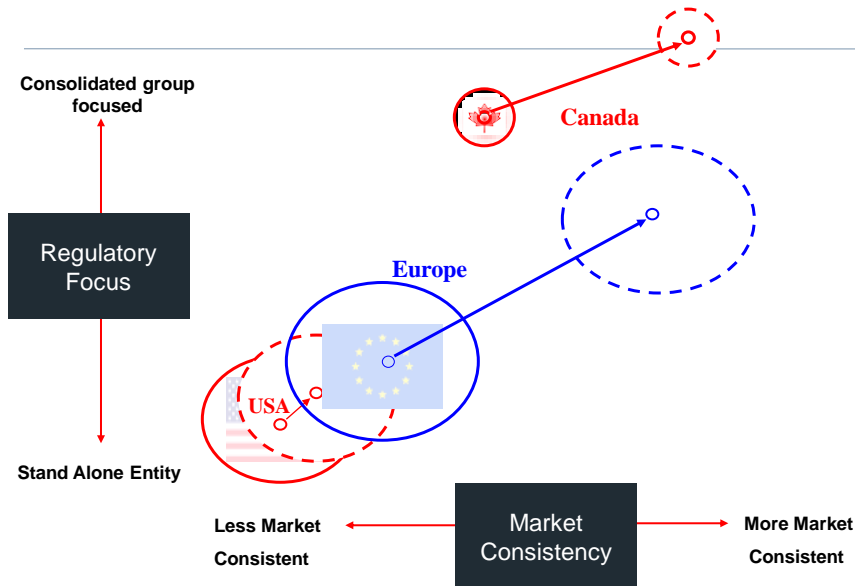 Consolidated group
focused
Canada
Regulatory
Focus
Europe
USA
Stand Alone Entity
Less Market
Consistent
Market
Consistency
More Market
Consistent